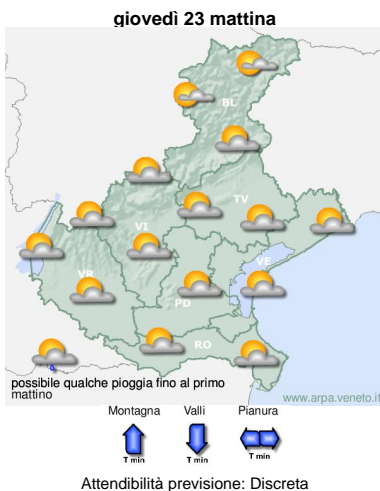 giovedì 23 mattina
BL
TV
VI
VE
VR
PD
RO
www.arpa.veneto.it
possibile qualche pioggia fino al primo
mattino
Montagna Valli Pianura
T min T min T min
Attendibilità previsione: Discreta